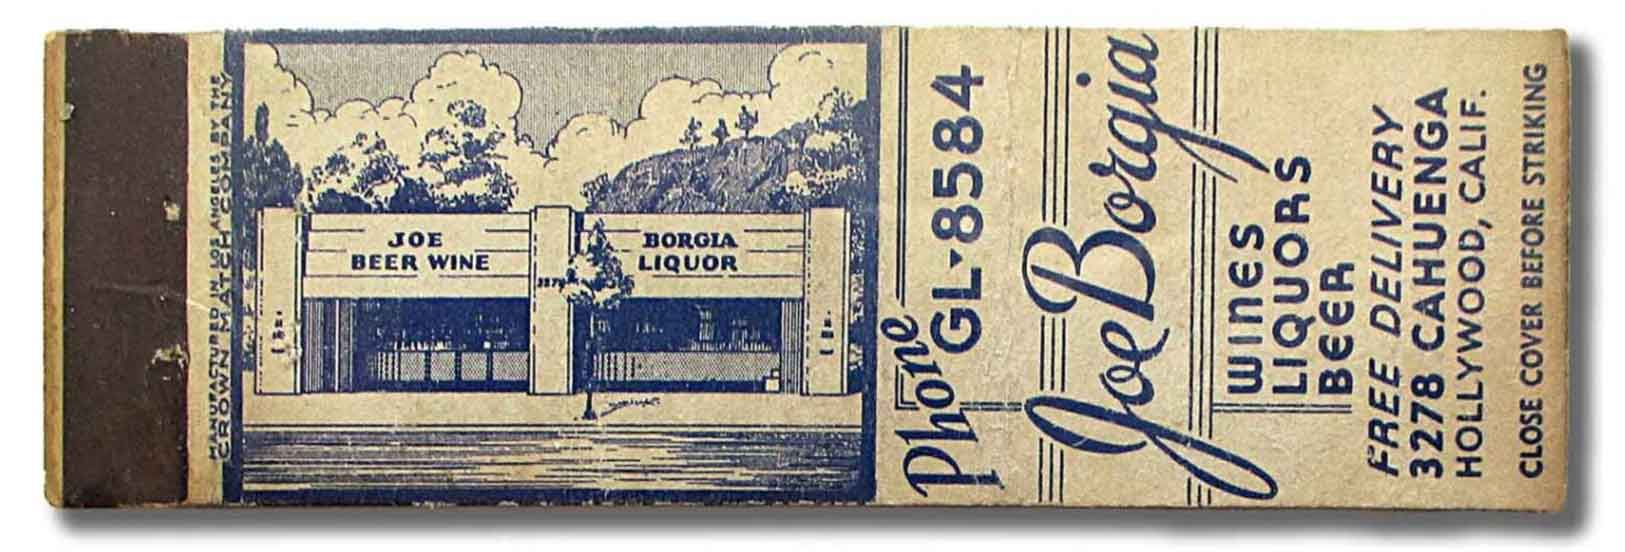 MANUFACTURED IN LOS ANGELES BY THE
CROWN MATCH COMPANY
JOE
BEER WINE
BORGIA
LIQUOR
3278
Phone
GL-8584
Joe Borgia
WINES
LIQUORS
BEER
FREE DELIVERY
3278 CAHUENGA
HOLLYWOOD, CALIF.
CLOSE COVER BEFORE STRIKING